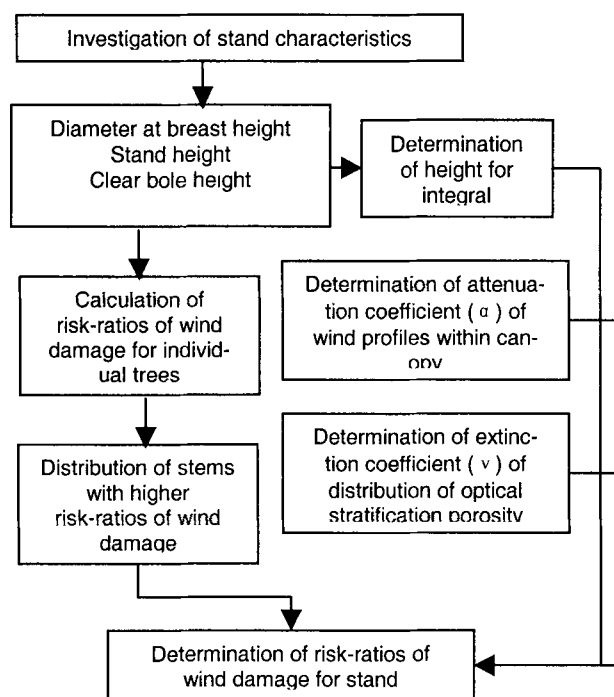 Investigation of stand characteristics
Diameter at breast height
Stand height
Clear bole height
Determination
of height for
integral
Calculation of
risk-ratios of wind
damage for individ-
ual trees
Determination of attenua-
tion coefficient ( α ) of
wind profiles within can-
opy
Distribution of stems
with higher
risk-ratios of wind
damage
Determination of extinc-
tion coefficient ( ν ) of
distribution of optical
stratification porosity
Determination of risk-ratios of
wind damage for stand